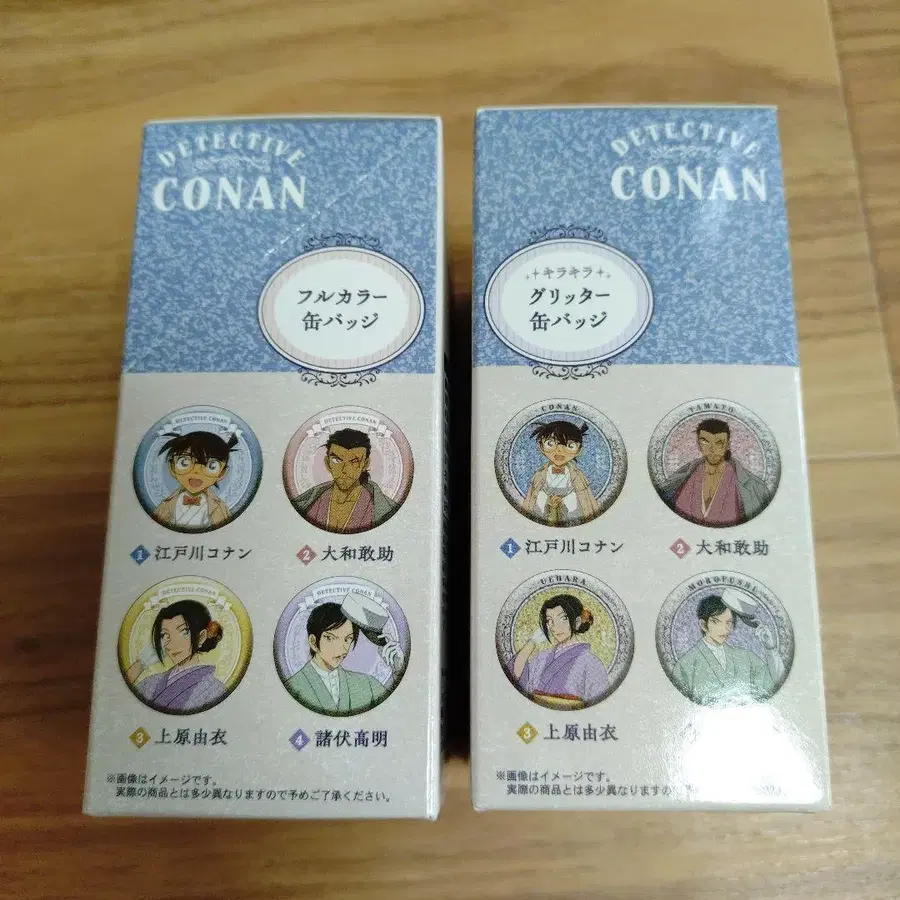 DETECTIVE
CONAN
フルカラー
缶バッジ
DETECTIVE CONAN
DETECTIVE CONAN
1 江戸川コナン
2 大和敢助
DETECTIVE CONAN
DETECTIVE CONAN
3 上原由衣
4 諸伏高明
※画像はイメージです。
実際の商品とは多少異なりますので予めご了承ください。
DETECTIVE
CONAN
キラキラ
グリッター
缶バッジ
CONAN
YAMATO
1 江戸川コナン
2 大和敢助
UEHARA
MOROFUSHI
3 上原由衣
※画像はイメージです。
実際の商品とは多少異なりますので